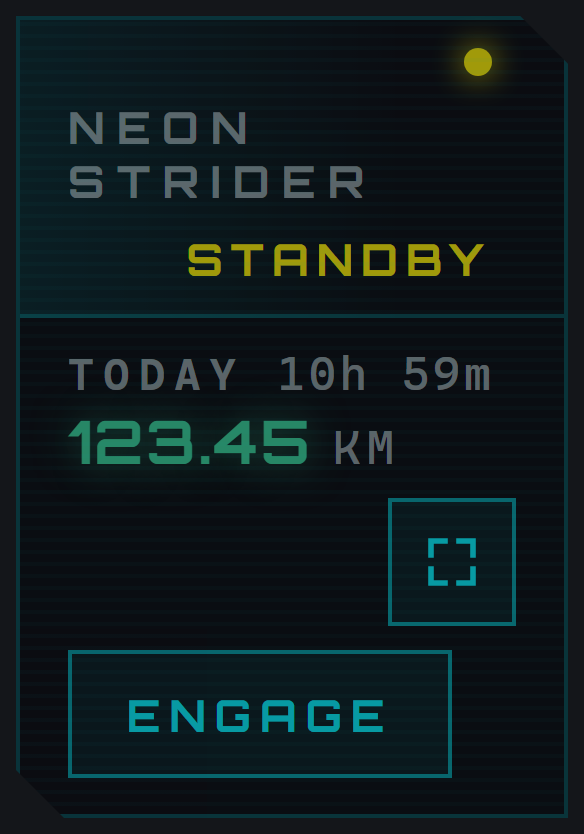 NEON
STRIDER
STANDBY
TODAY 10h 59m
123.45 KM
ENGAGE